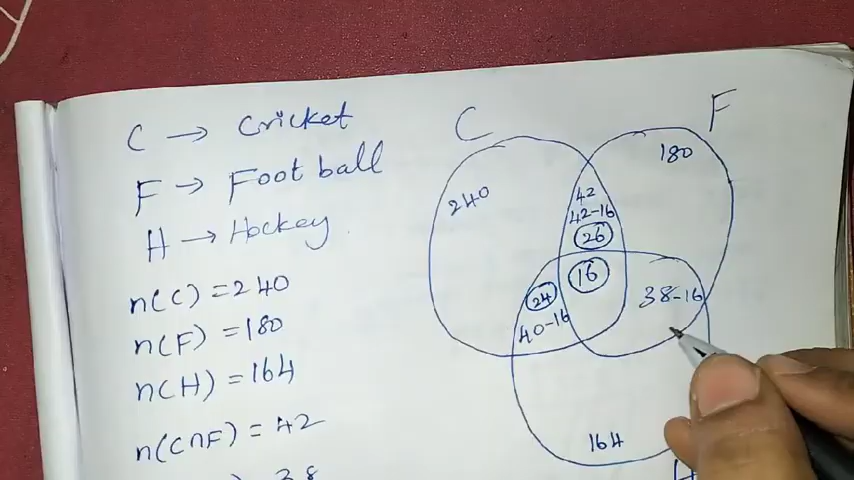 C → Cricket
F → Foot ball
H → Hockey
n(C) = 240
n(F) = 180
n(H) = 164
n(C∩F) = 42
= 38
C
F
240
180
42
42-16
26
16
24
40-16
38-16
164
H